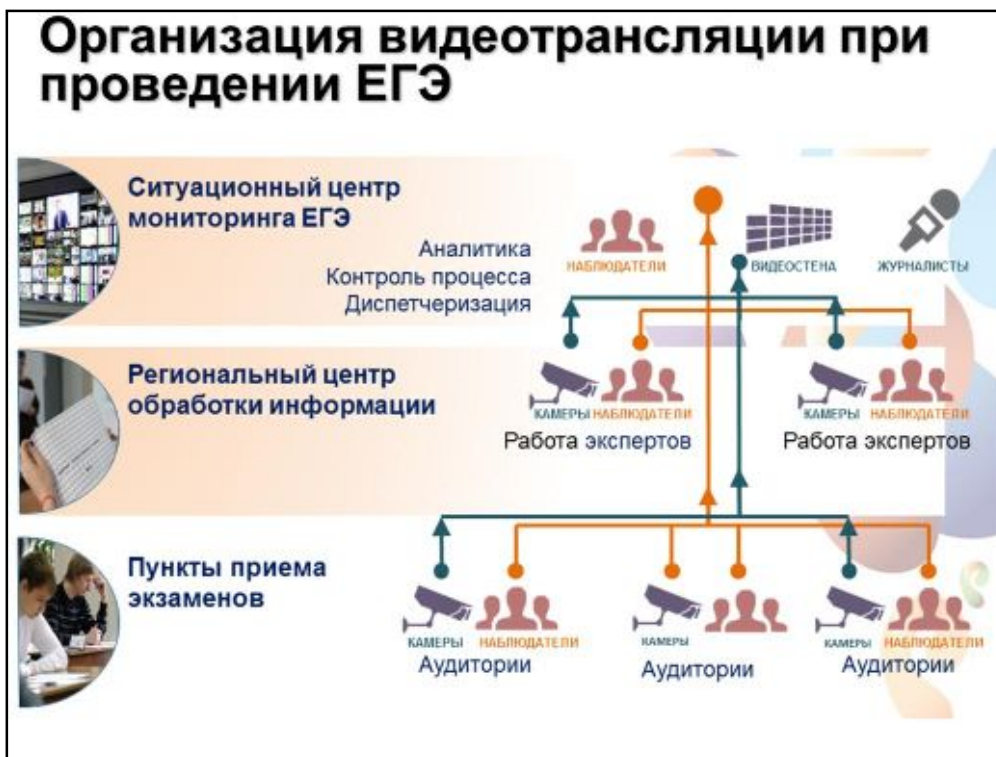 Организация видеотрансляции при
проведении ЕГЭ
Ситуационный центр
мониторинга ЕГЭ
Аналитика
Контроль процесса
Диспетчеризация
НАБЛЮДАТЕЛИ
ВИДЕОСТЕНА
ЖУРНАЛИСТЫ
Региональный центр
обработки информации
КАМЕРЫ НАБЛЮДАТЕЛИ
Работа экспертов
КАМЕРЫ НАБЛЮДАТЕЛИ
Работа экспертов
Пункты приема
экзаменов
КАМЕРЫ НАБЛЮДАТЕЛИ
Аудитории
КАМЕРЫ
Аудитории
КАМЕРЫ НАБЛЮДАТЕЛИ
Аудитории